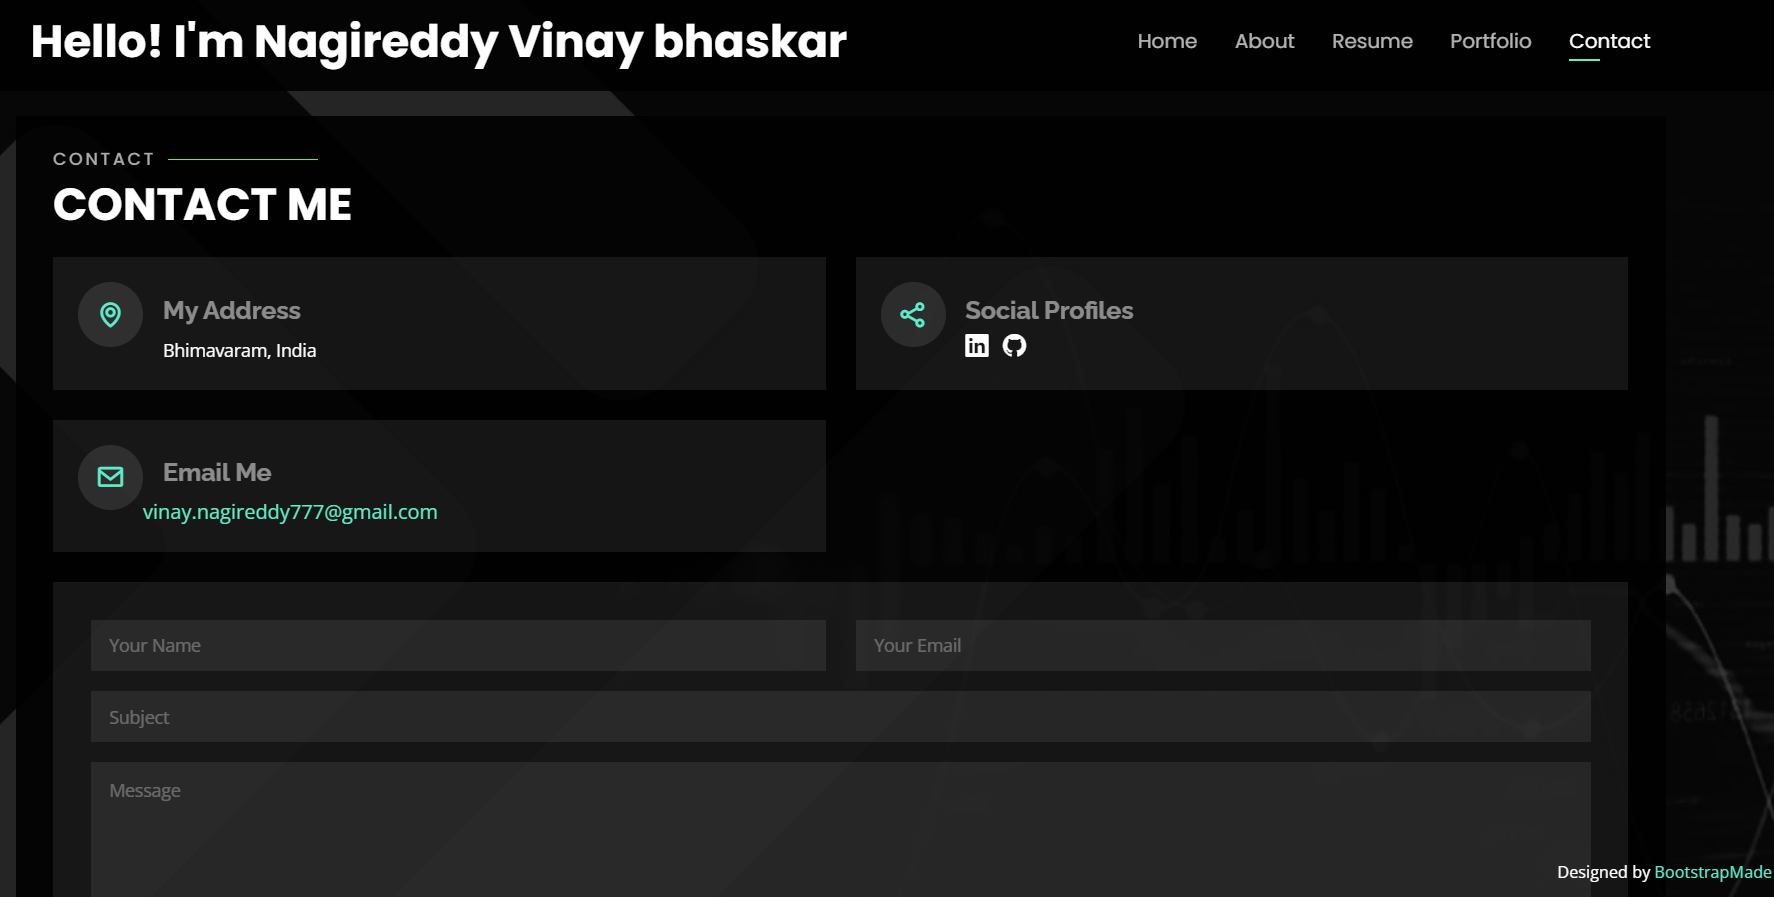 Hello! I'm Nagireddy Vinay bhaskar
Home About Resume Portfolio Contact
CONTACT
CONTACT ME
My Address
Bhimavaram, India
Social Profiles
in
Email Me
vinay.nagireddy777@gmail.com
Your Name
Your Email
Subject
Message
Designed by BootstrapMade